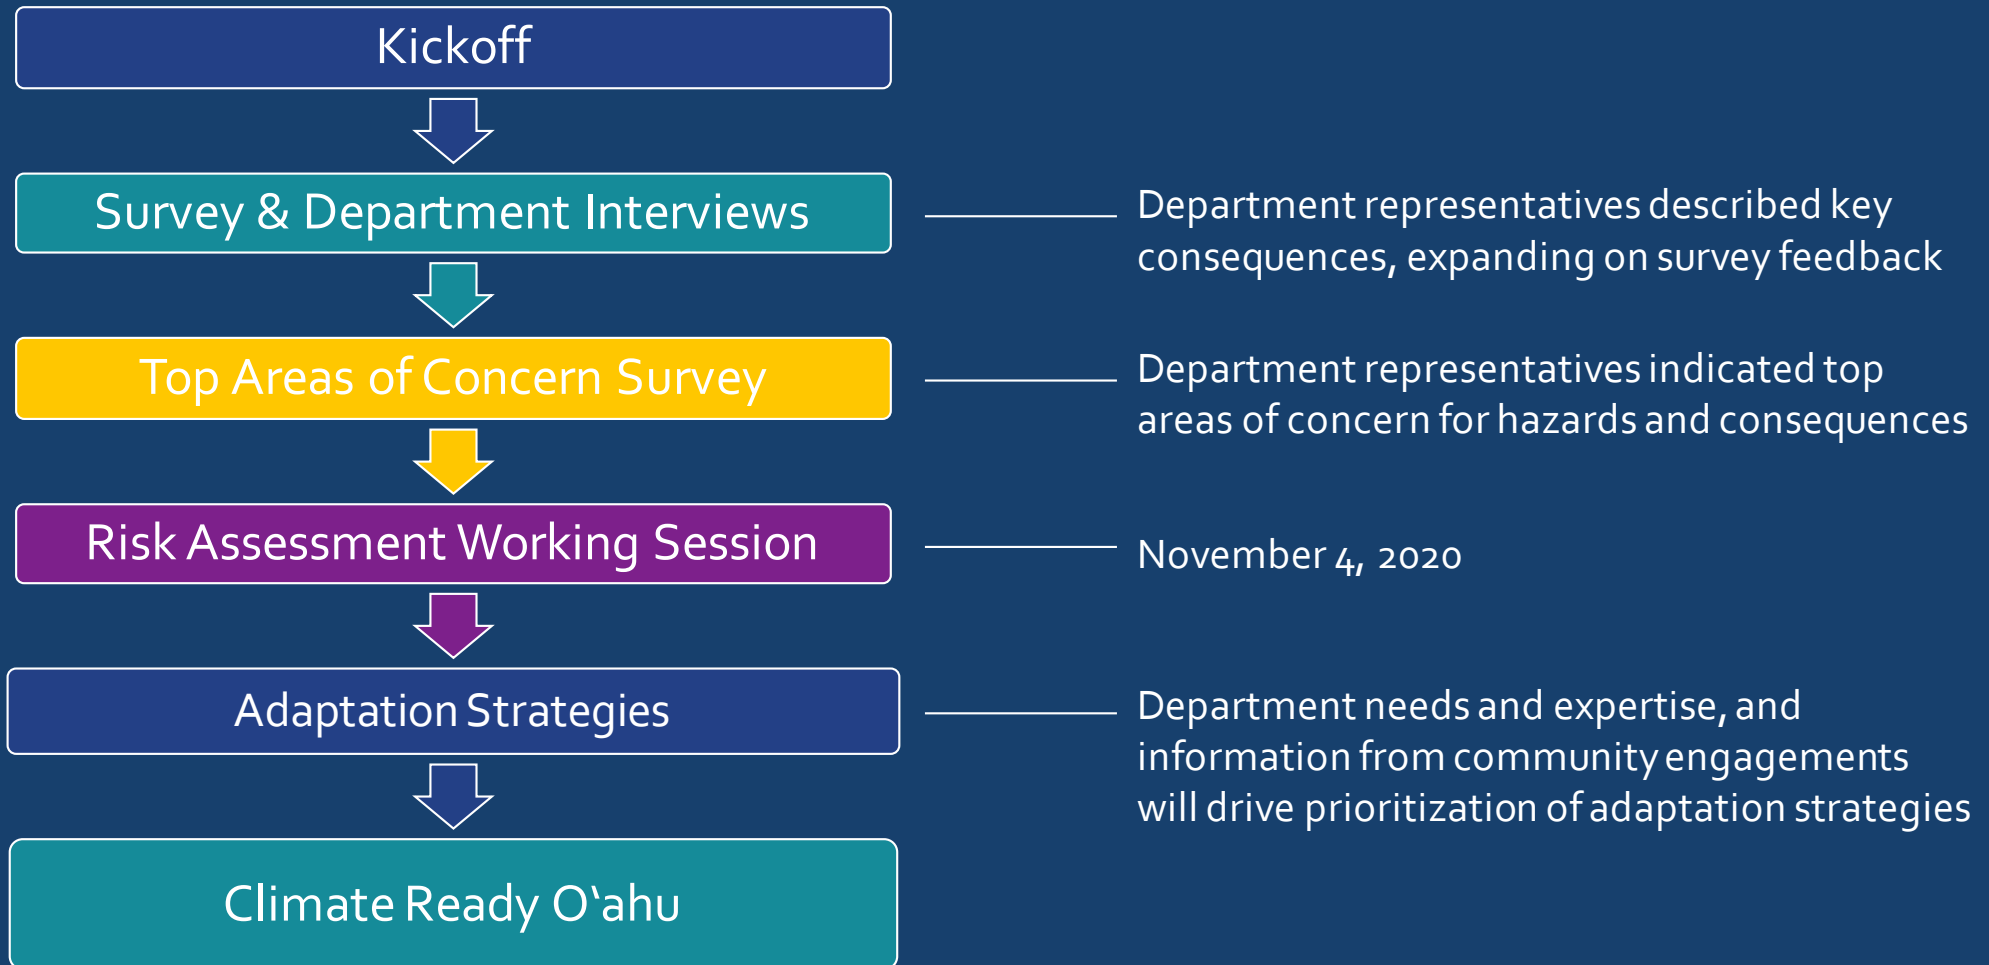 Kickoff
Survey & Department Interviews
Department representatives described key
consequences, expanding on survey feedback
Top Areas of Concern Survey
Department representatives indicated top
areas of concern for hazards and consequences
Risk Assessment Working Session
November 4, 2020
Adaptation Strategies
Department needs and expertise, and
information from community engagements
will drive prioritization of adaptation strategies
Climate Ready Oʻahu